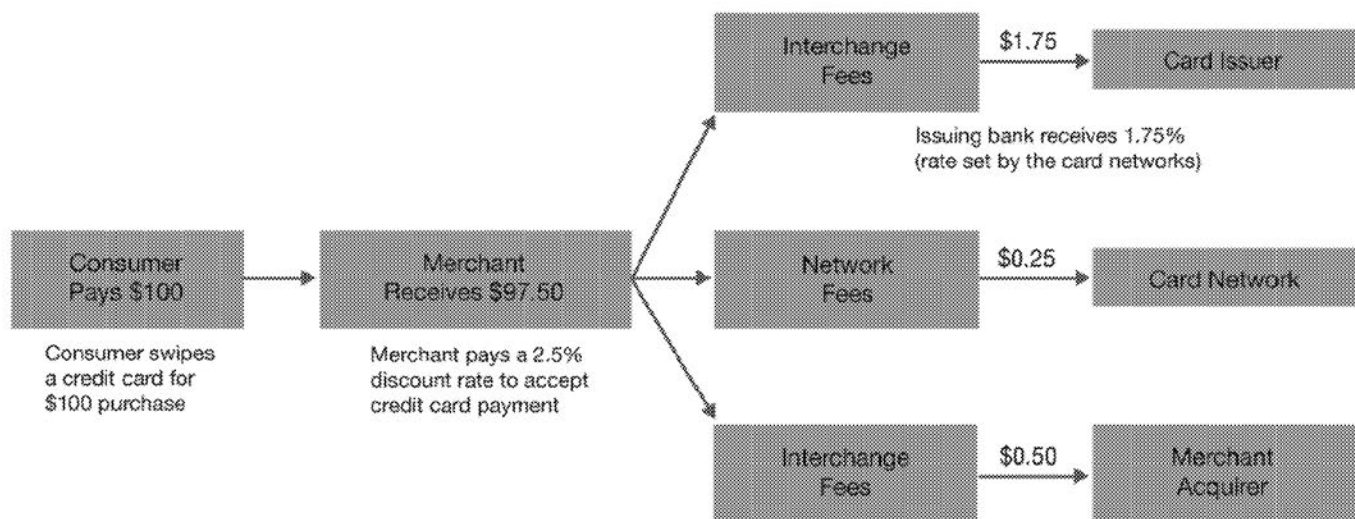 Interchange
Fees
$1.75
Card Issuer
Issuing bank receives 1.75%
(rate set by the card networks)
Consumer
Pays $100
Merchant
Receives $97.50
Network
Fees
$0.25
Card Network
Consumer swipes
a credit card for
$100 purchase
Merchant pays a 2.5%
discount rate to accept
credit card payment
Interchange
Fees
$0.50
Merchant
Acquirer